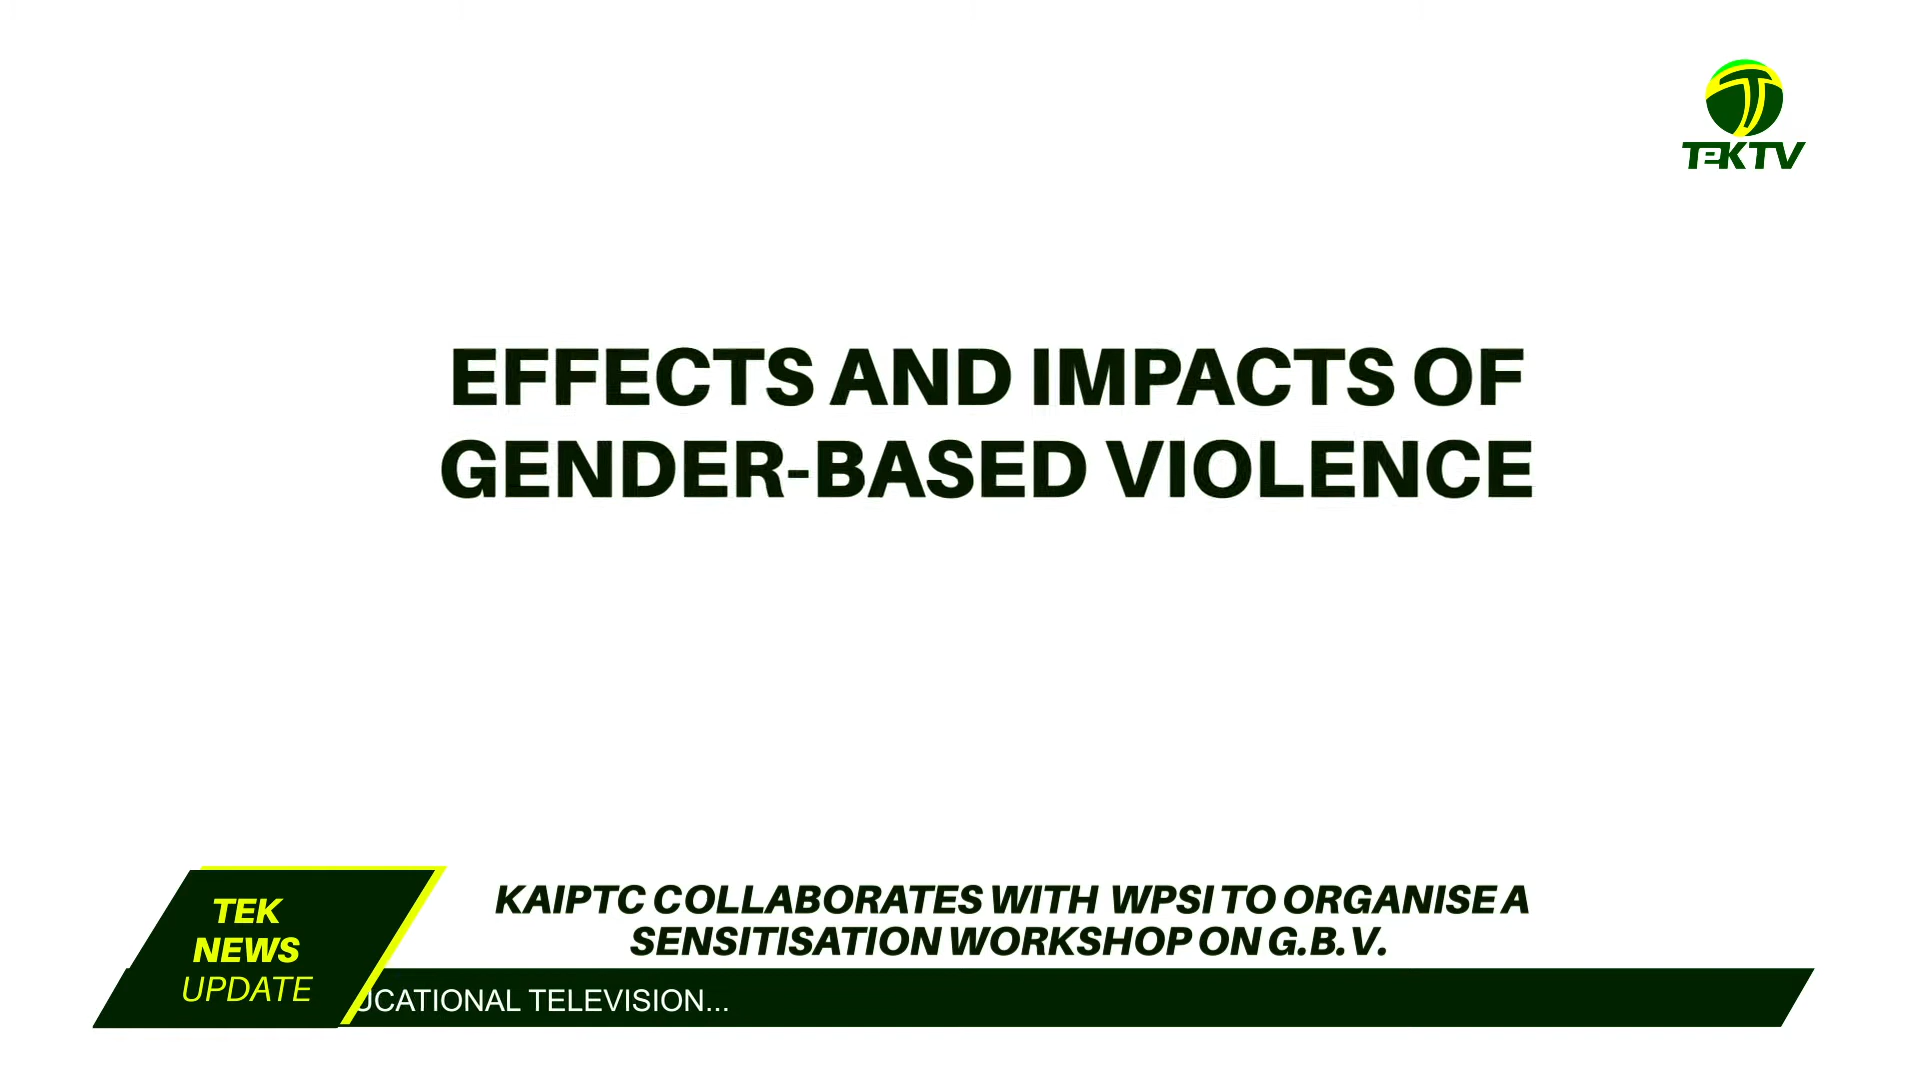 TEKTV
EFFECTS AND IMPACTS OF
GENDER-BASED VIOLENCE
KAIPTC COLLABORATES WITH WPSI TO ORGANISE A
SENSITISATION WORKSHOP ON G.B.V.
TEK
NEWS
UPDATE
UCATIONAL TELEVISION...